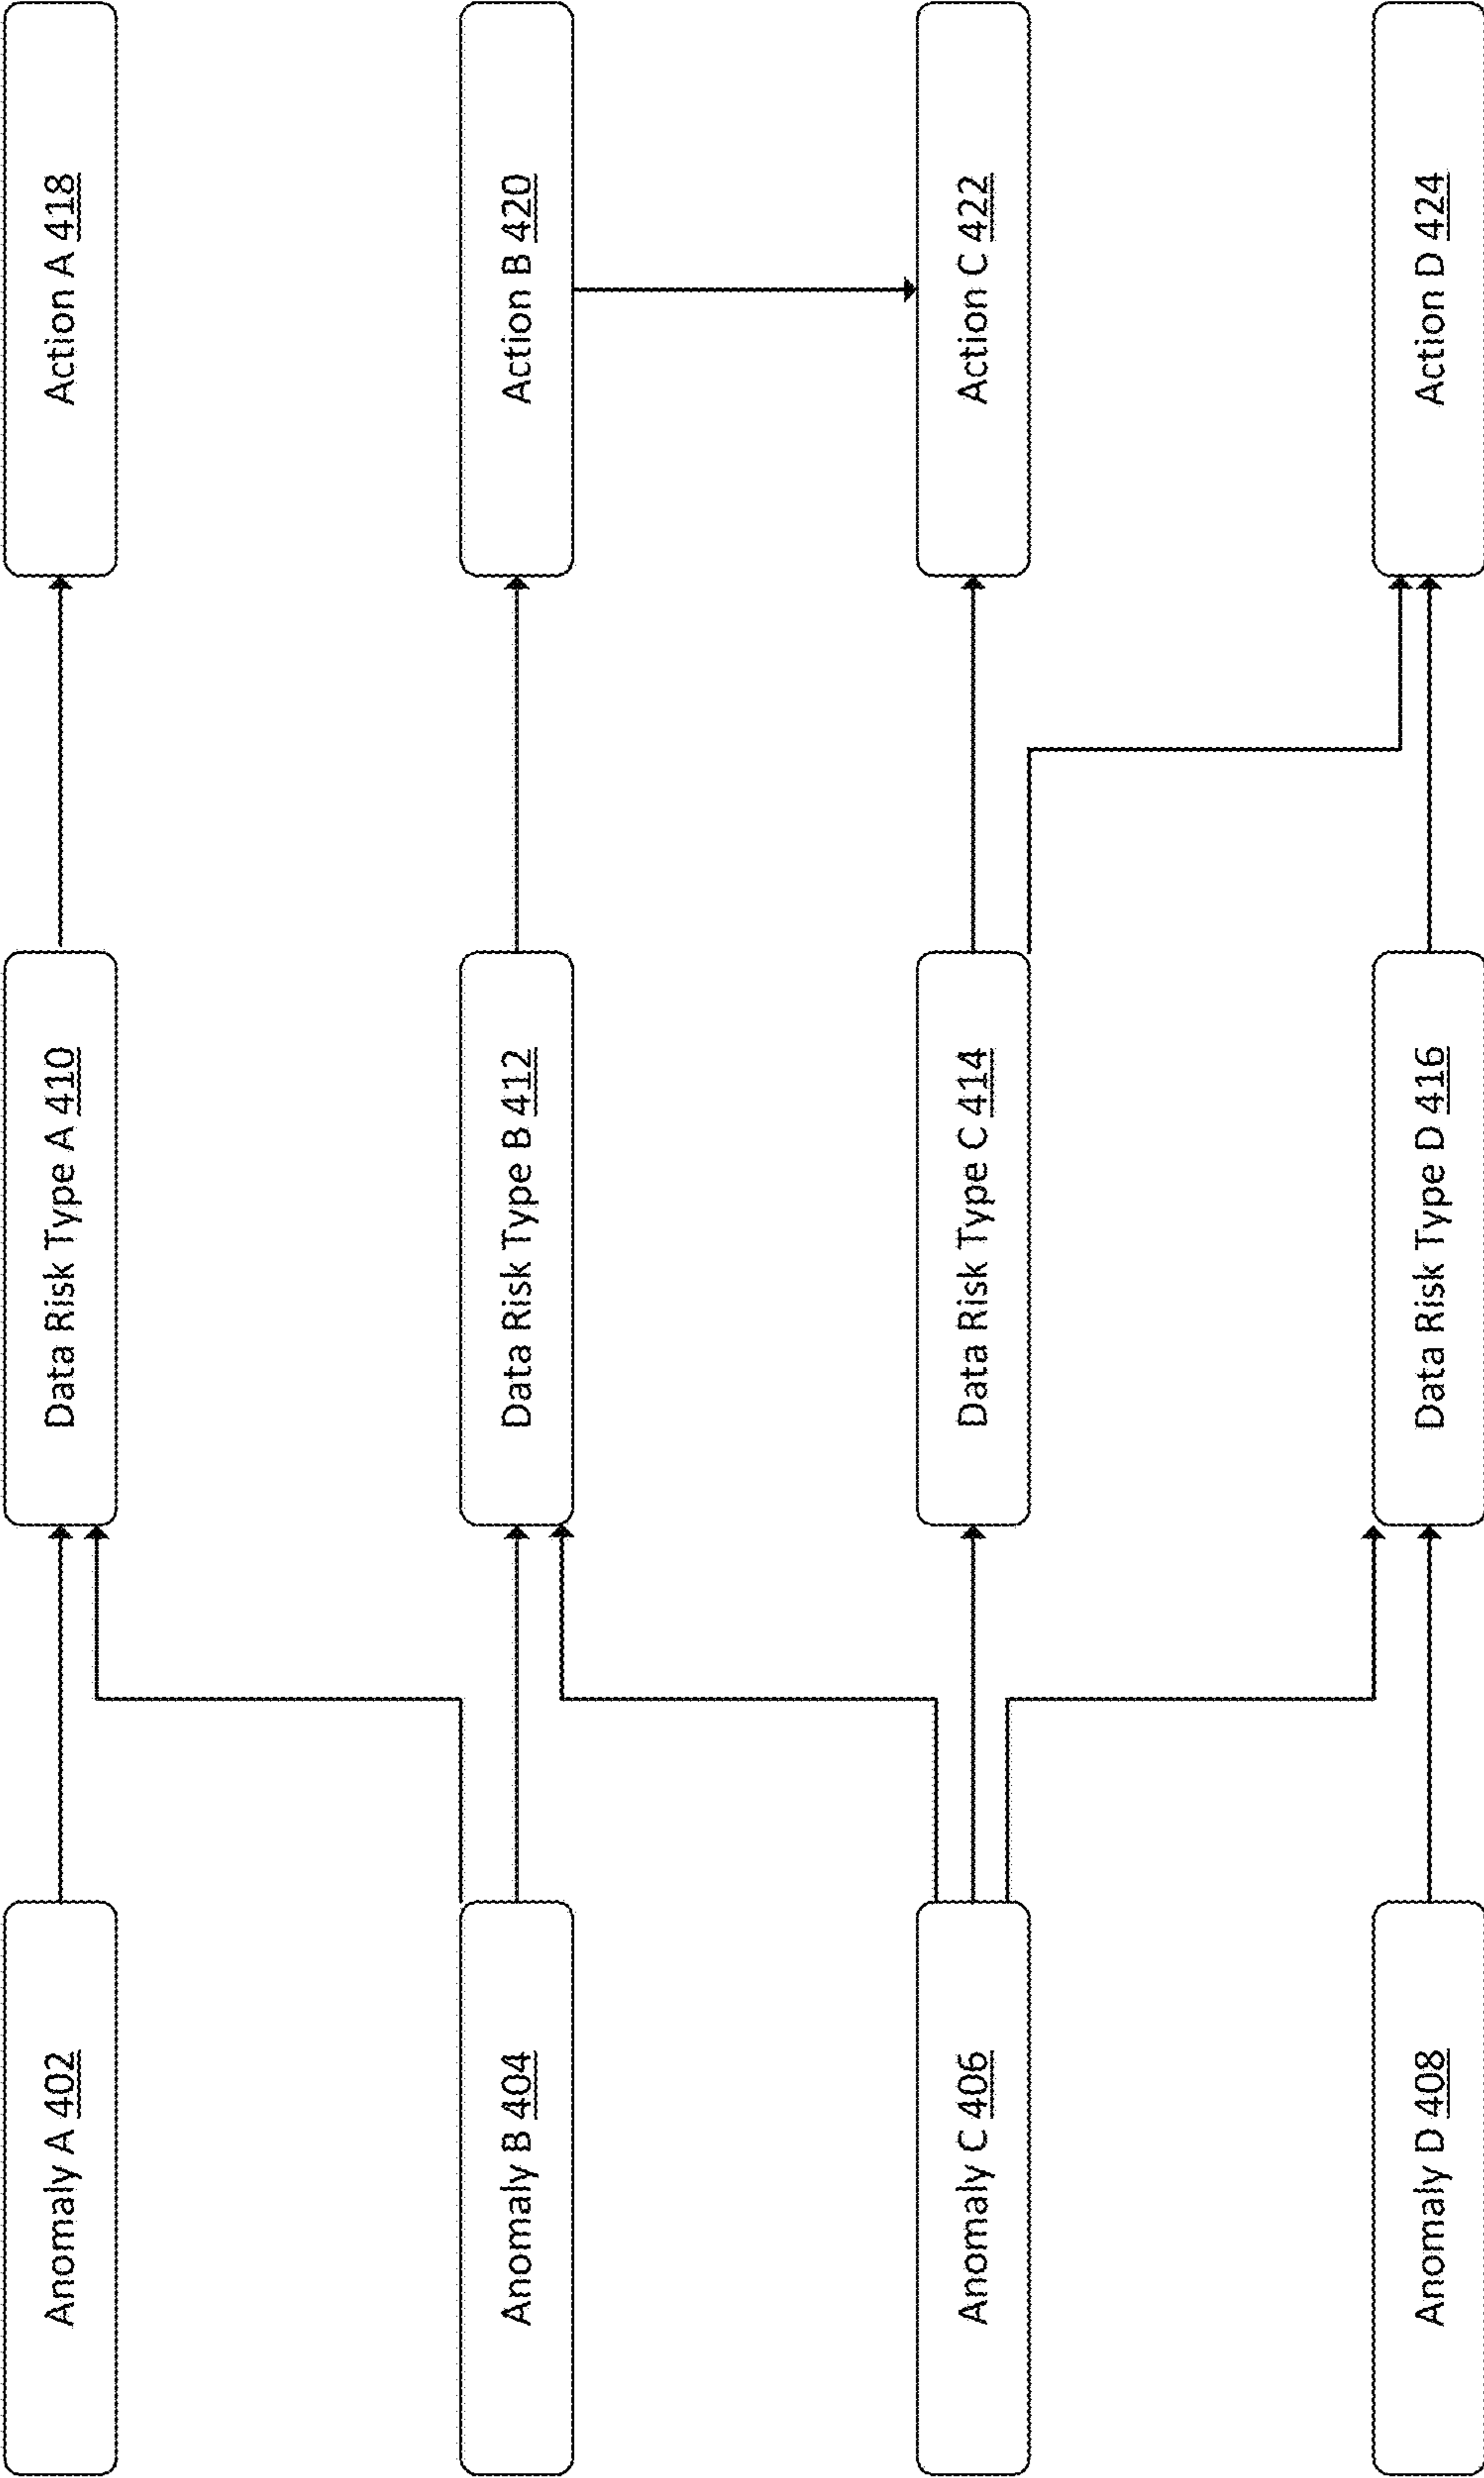 Anomaly A 402
Data Risk Type A 410
Action A 418
Anomaly B 404
Data Risk Type B 412
Action B 420
Anomaly C 406
Data Risk Type C 414
Action C 422
Anomaly D 408
Data Risk Type D 416
Action D 424